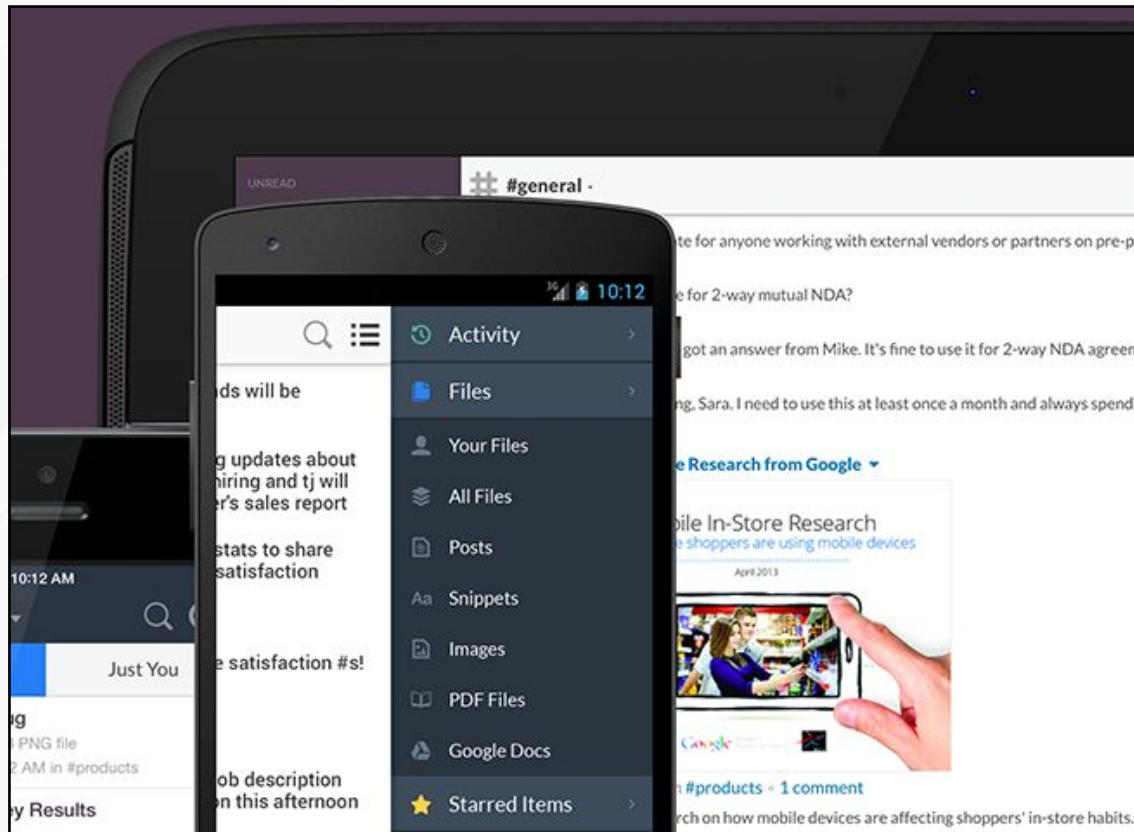 UNREAD
#general
te for anyone working with external vendors or partners on pre-p
e for 2-way mutual NDA?
got an answer from Mike. It's fine to use it for 2-way NDA agreem
ng, Sara. I need to use this at least once a month and always spend
e Research from Google
bile In-Store Research
e shoppers are using mobile devices
April 2013
Google
#products • 1 comment
rch on how mobile devices are affecting shoppers' in-store habits.
3G 10:12
ds will be
g updates about
hiring and tj will
er's sales report
stats to share
satisfaction
e satisfaction #s!
ob description
on this afternoon
Activity
Files
Your Files
All Files
Posts
Aa Snippets
Images
PDF Files
Google Docs
Starred Items
10:12 AM
Just You
ug
PNG file
2 AM in #products
ey Results